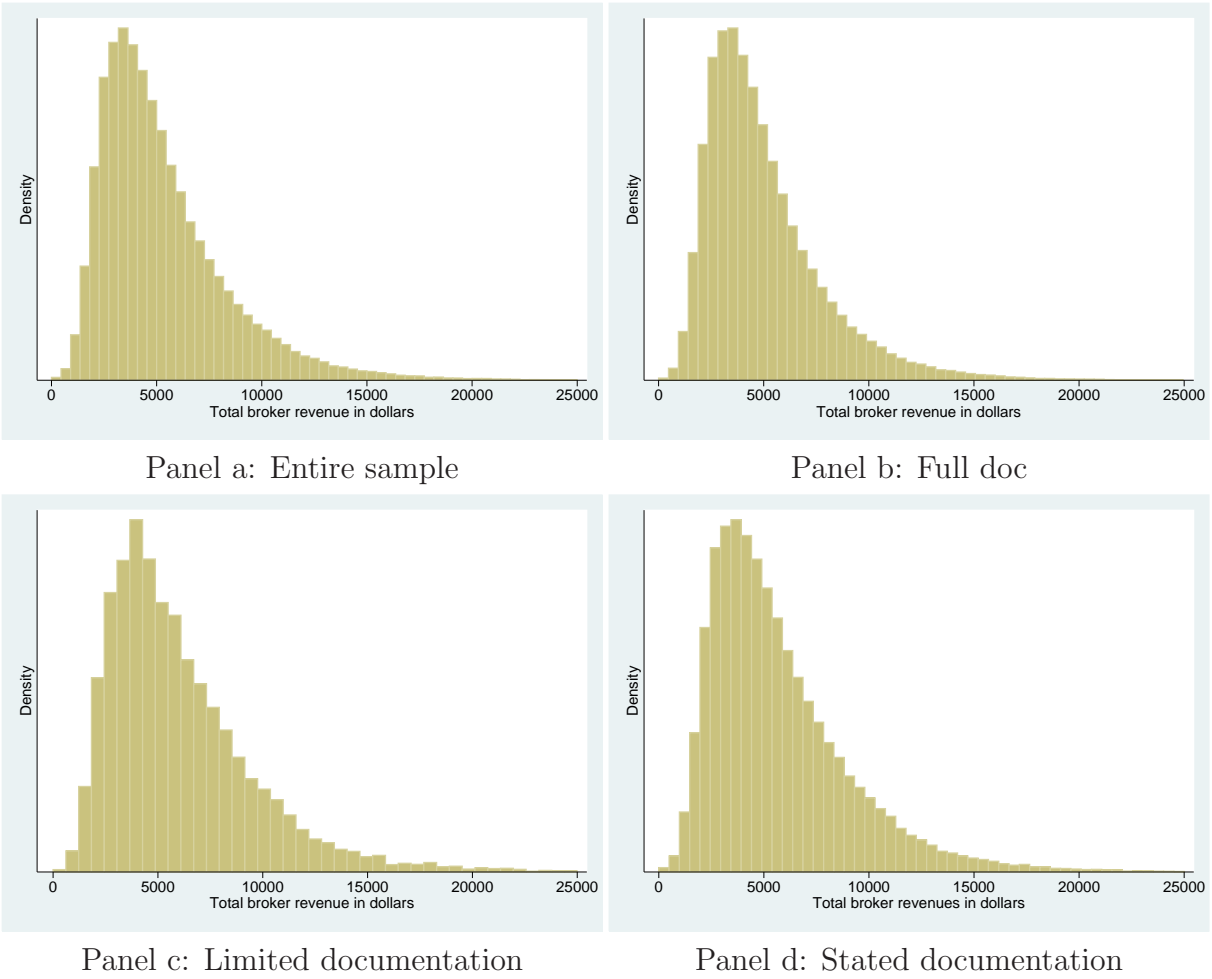 Density
0 5000 10000 15000 20000 25000
Total broker revenue in dollars
Panel a: Entire sample
Density
0 5000 10000 15000 20000 25000
Total broker revenue in dollars
Panel b: Full doc
Density
0 5000 10000 15000 20000 25000
Total broker revenue in dollars
Panel c: Limited documentation
Density
0 5000 10000 15000 20000 25000
Total broker revenues in dollars
Panel d: Stated documentation